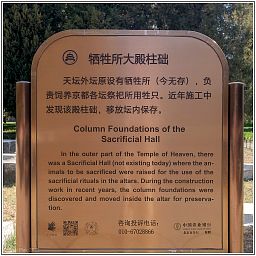 牺牲所大殿柱础
天坛外坛原设有牺牲所（今无存），负
责饲养京都各坛祭祀所用牲只。近年施工中
发现该殿柱础、移放坛内保存。
Column Foundations of the
Sacrificial Hall
In the outer part of the Temple of Heaven, there
was a Sacrificial Hall (not existing today) where the an-
imals to be sacrificed were raised for the use of the
sacrificial rituals in the altars. During the construction
work in recent years, the column foundations were
discovered and moved inside the altar for preserva-
tion.
咨询投诉电话：
010-67028866
中国农业银行